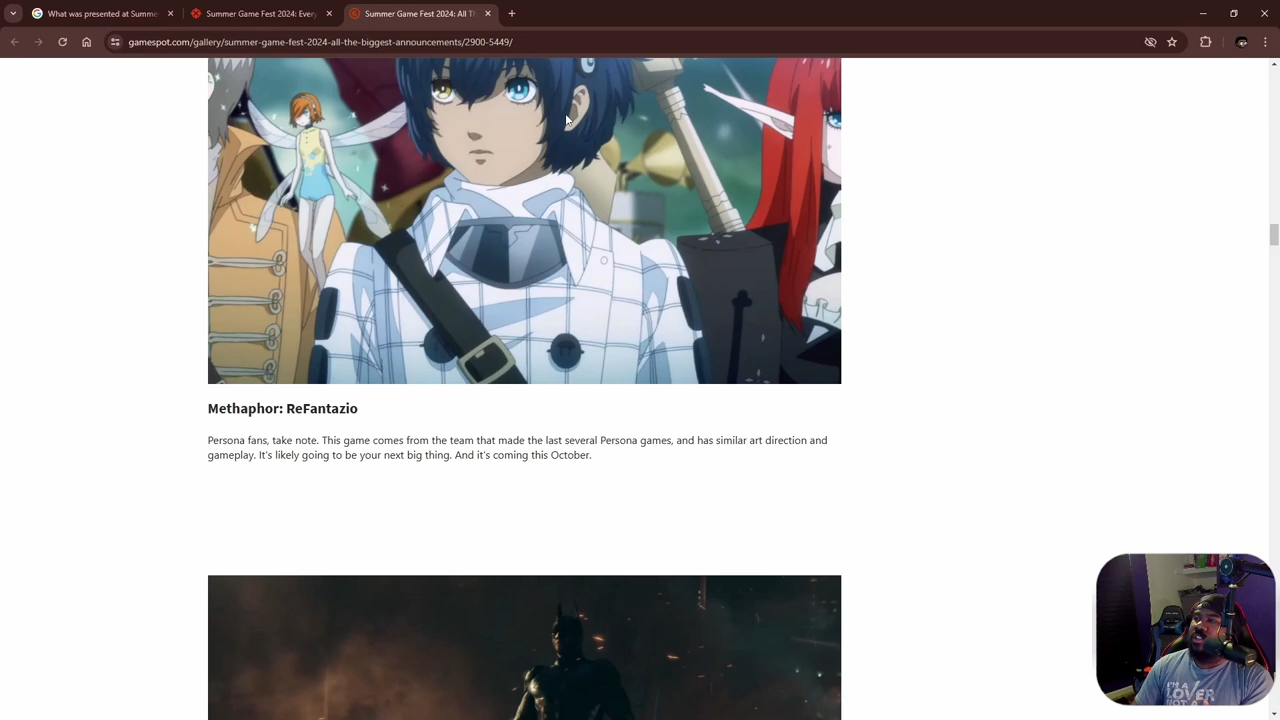 What was presented at Summe
Summer Game Fest 2024: Every
Summer Game Fest 2024: All Th
gamespot.com/gallery/summer-game-fest-2024-all-the-biggest-announcements/2900-5449/
Methaphor: ReFantazio
Persona fans, take note. This game comes from the team that made the last several Persona games, and has similar art direction and
gameplay. It's likely going to be your next big thing. And it's coming this October.
I'M A
LOVER
NOT A